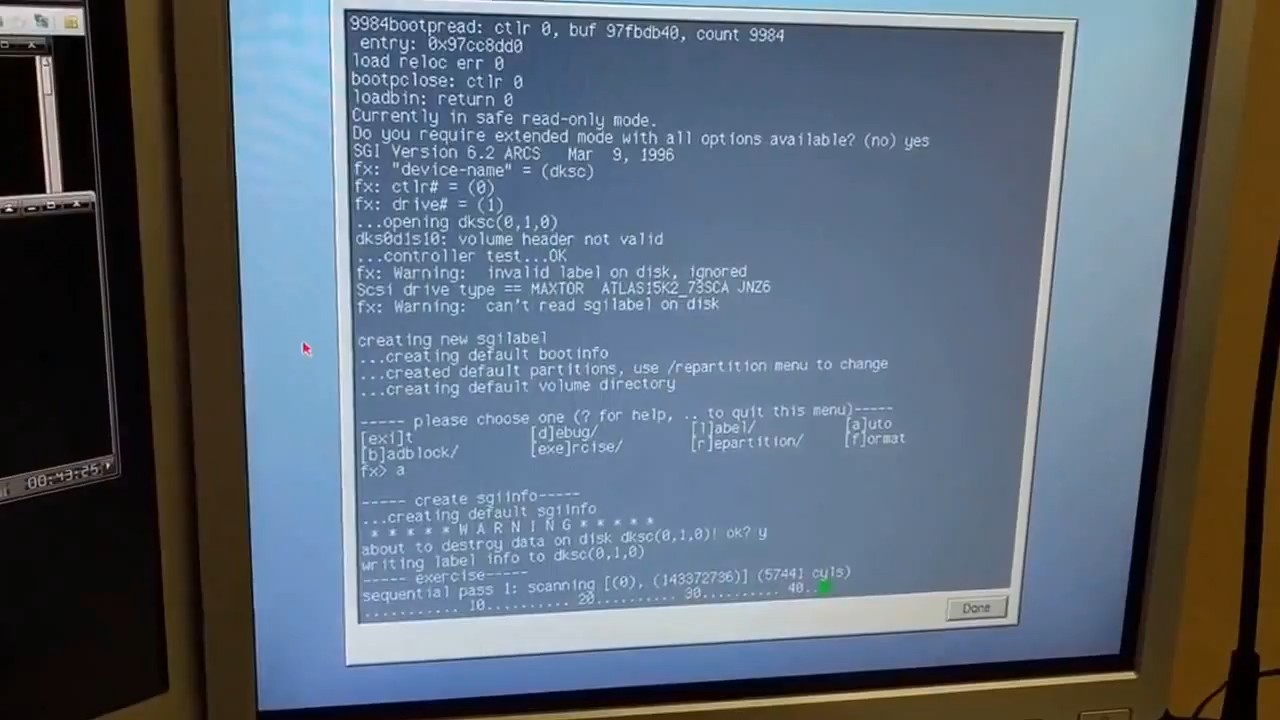 9984bootpread: ctlr 0, buf 97fbdb40, count 9984
entry: 0x97cc8dd0
load reloc err 0
bootpclose: ctlr 0
loadbin: return 0
Currently in safe read-only mode.
Do you require extended mode with all options available? (no) yes
SGI Version 6.2 ARCS   Mar  9, 1996
fx: "device-name" = (dksc)
fx: ctlr# = (0)
fx: drive# = (1)
...opening dksc(0,1,0)
dks0d1s10: volume header not valid
...controller test...OK
fx: Warning:  invalid label on disk, ignored
Scsi drive type == MAXTOR  ATLAS15K2_73SCA JNZ6
fx: Warning:  can't read sgilabel on disk
creating new sgilabel
...creating default bootinfo
...created default partitions, use /repartition menu to change
...creating default volume directory
----- please choose one (? for help, .. to quit this menu)-----
[exi]t [d]ebug/ [l]abel/ [a]uto
[b]adblock/ [exe]rcise/ [r]epartition/ [f]ormat
fx> a
----- create sgiinfo-----
...creating default sgiinfo
* * * * * W A R N I N G * * * * *
about to destroy data on disk dksc(0,1,0)! ok? y
writing label info to dksc(0,1,0)
----- exercise-----
sequential pass 1: scanning [(0), (143372736)] (57441 cyls)
.......... 10.......... 20.......... 30.......... 40..
Done
00:43:25